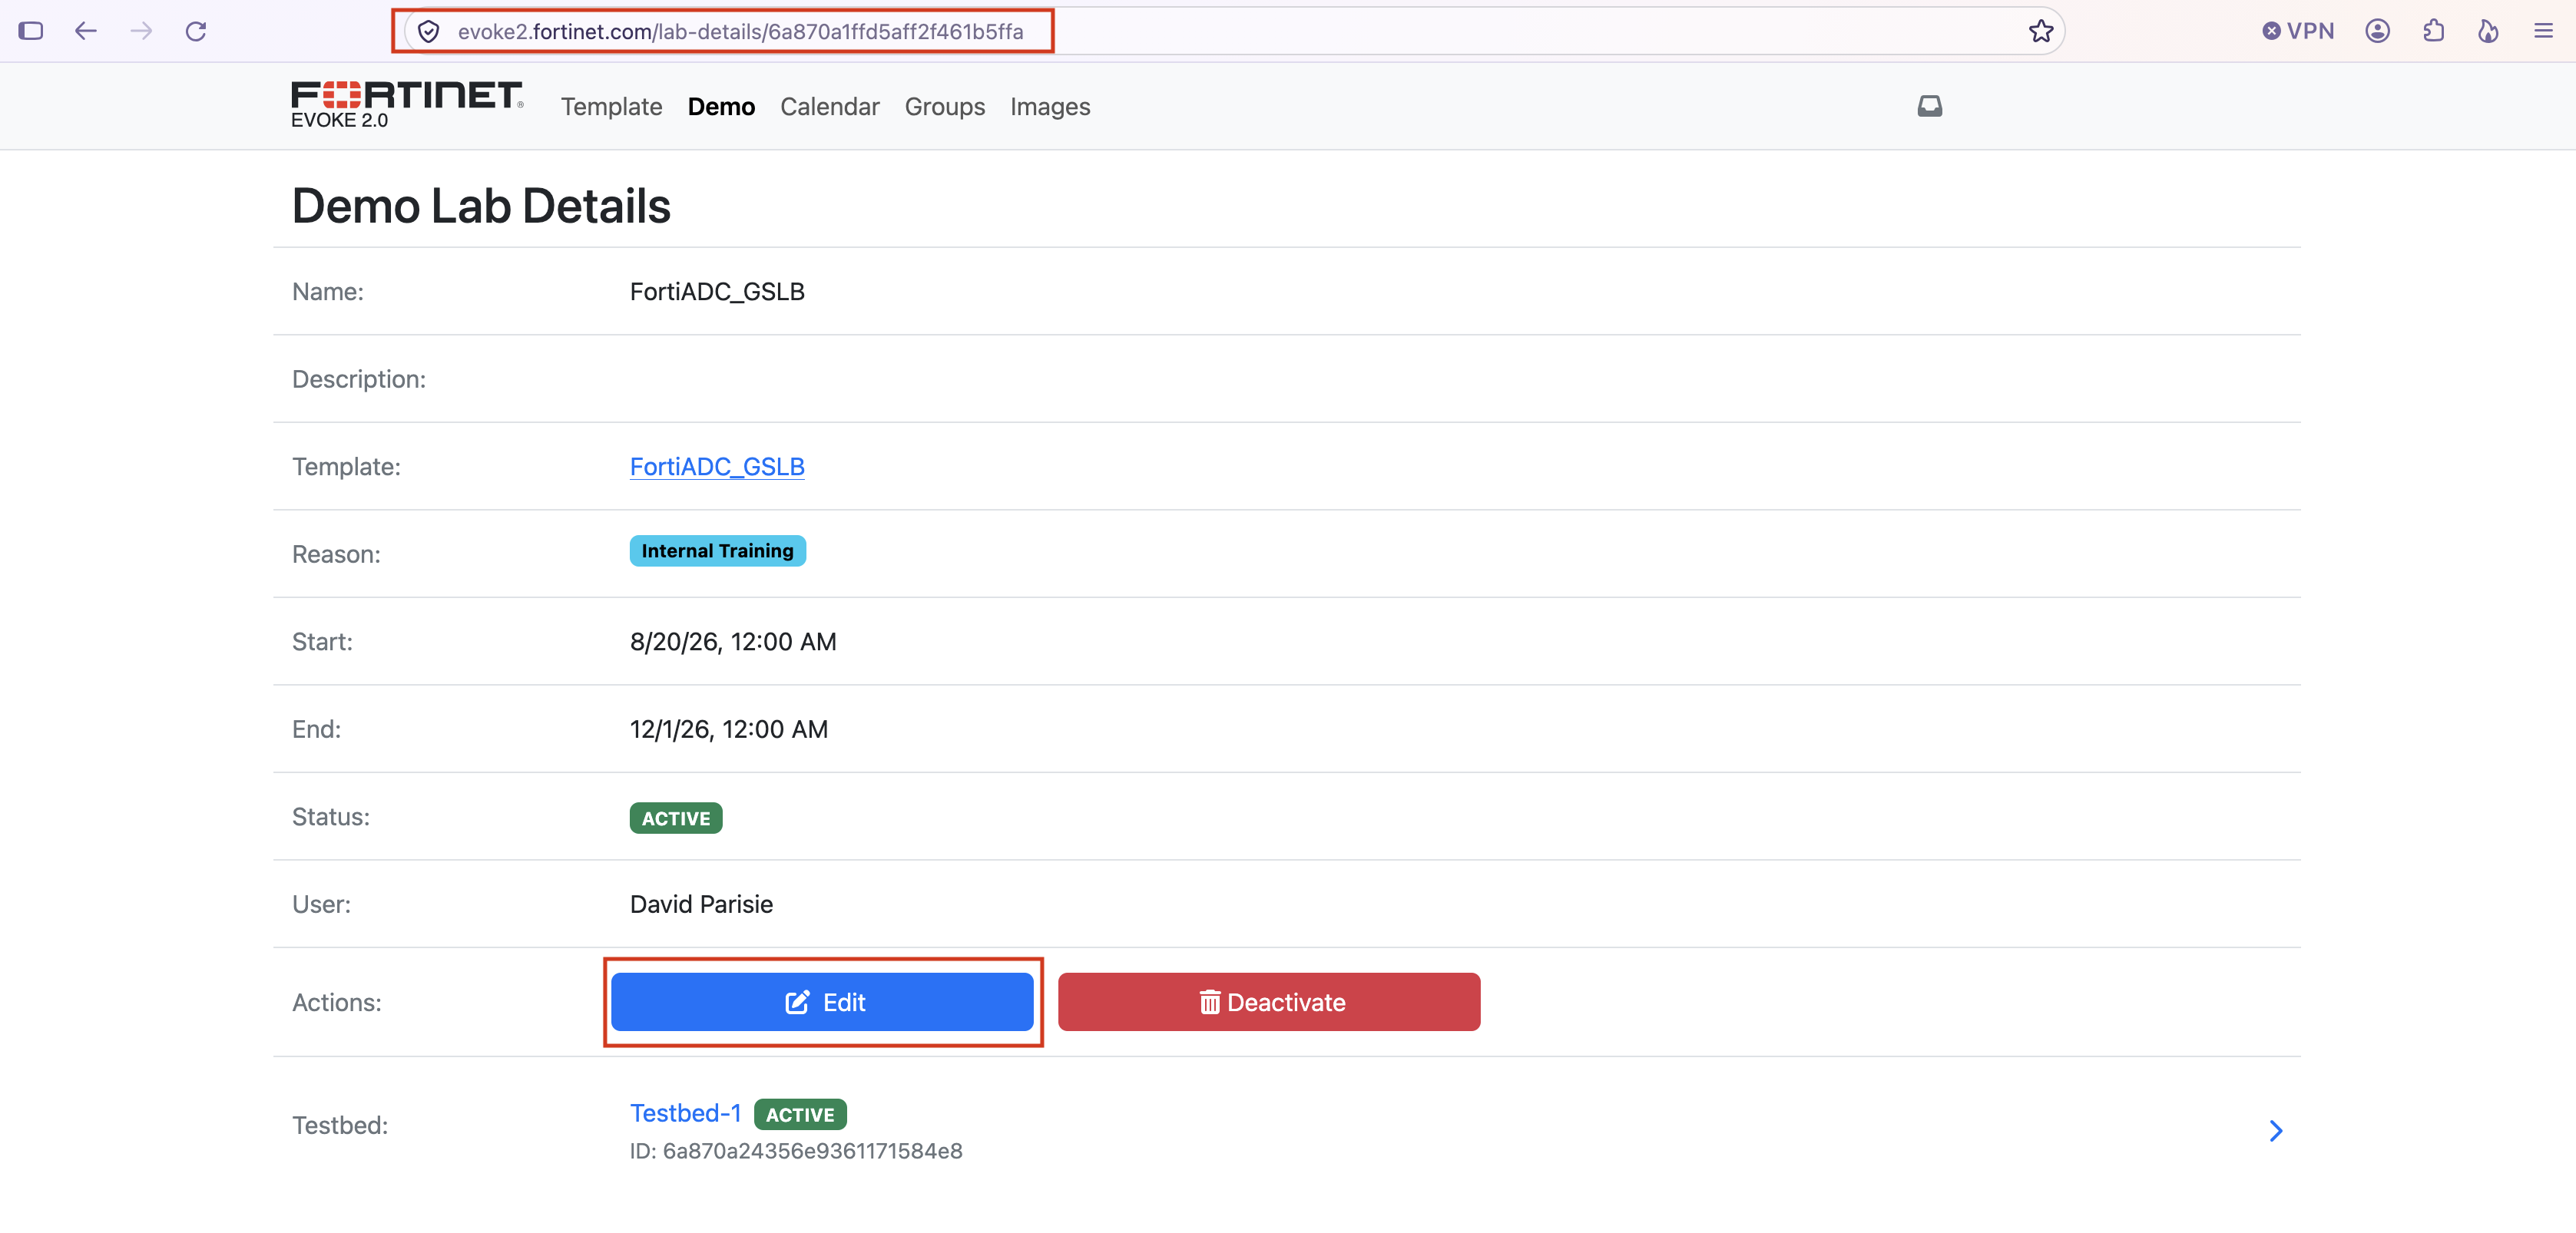 evoke2.fortinet.com/lab-details/6a870a1ffd5aff2f461b5ffa
VPN
FORTINET®
EVOKE 2.0
Template Demo Calendar Groups Images
Demo Lab Details
Name: FortiADC_GSLB
Description:
Template: FortiADC_GSLB
Reason: Internal Training
Start: 8/20/26, 12:00 AM
End: 12/1/26, 12:00 AM
Status: ACTIVE
User: David Parisie
Actions: Edit Deactivate
Testbed: Testbed-1 ACTIVE
ID: 6a870a24356e9361171584e8